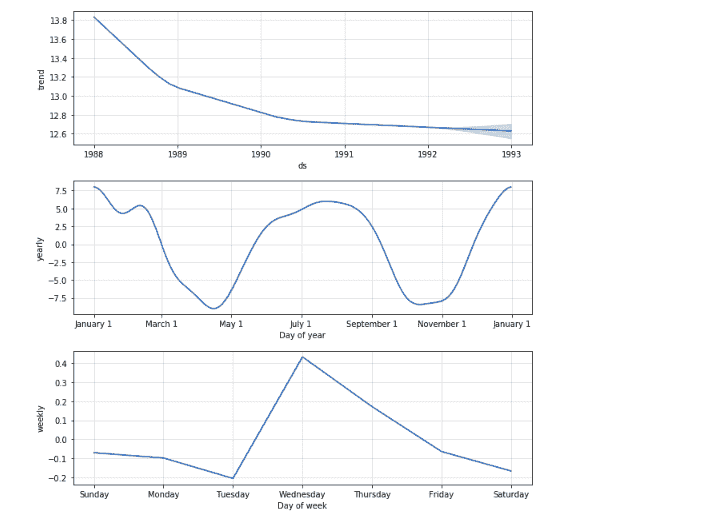 13.8
13.6
13.4
13.2
13.0
12.8
12.6
trend
1988 1989 1990 1991 1992 1993
ds
7.5
5.0
2.5
0.0
−2.5
−5.0
−7.5
yearly
January 1 March 1 May 1 July 1 September 1 November 1 January 1
Day of year
0.4
0.3
0.2
0.1
0.0
−0.1
−0.2
weekly
Sunday Monday Tuesday Wednesday Thursday Friday Saturday
Day of week